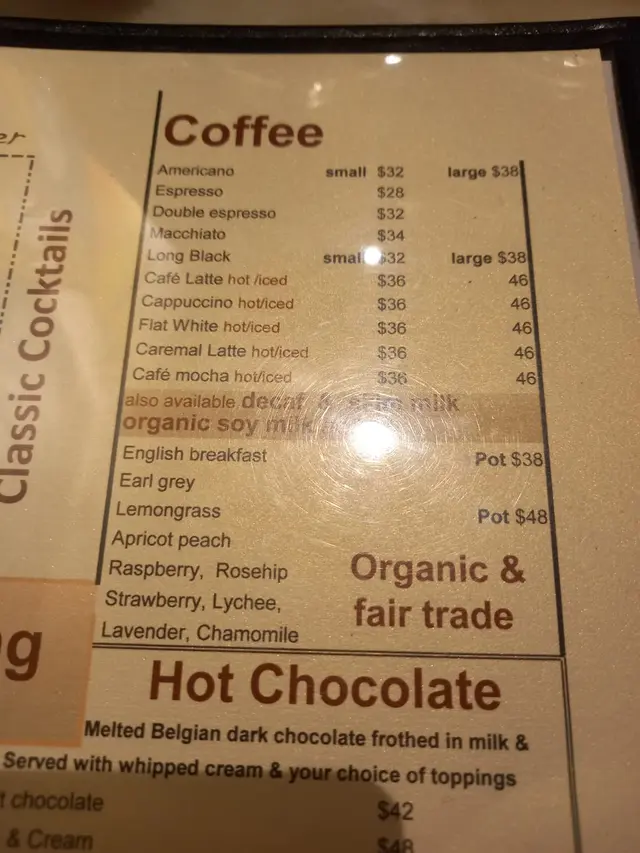 er
Classic Cocktails
Coffee
Americano small $32 large $38
Espresso $28
Double espresso $32
Macchiato $34
Long Black small $32 large $38
Café Latte hot /iced $36 46
Cappuccino hot/iced $36 46
Flat White hot/iced $36 46
Caremal Latte hot/iced $36 46
Café mocha hot/iced $36 46
also available decaf & milk
organic soy milk
English breakfast Pot $38
Earl grey
Lemongrass Pot $48
Apricot peach
Raspberry, Rosehip
Strawberry, Lychee,
Lavender, Chamomile
Organic &
fair trade
ng
Hot Chocolate
Melted Belgian dark chocolate frothed in milk &
Served with whipped cream & your choice of toppings
t chocolate $42
& Cream $48